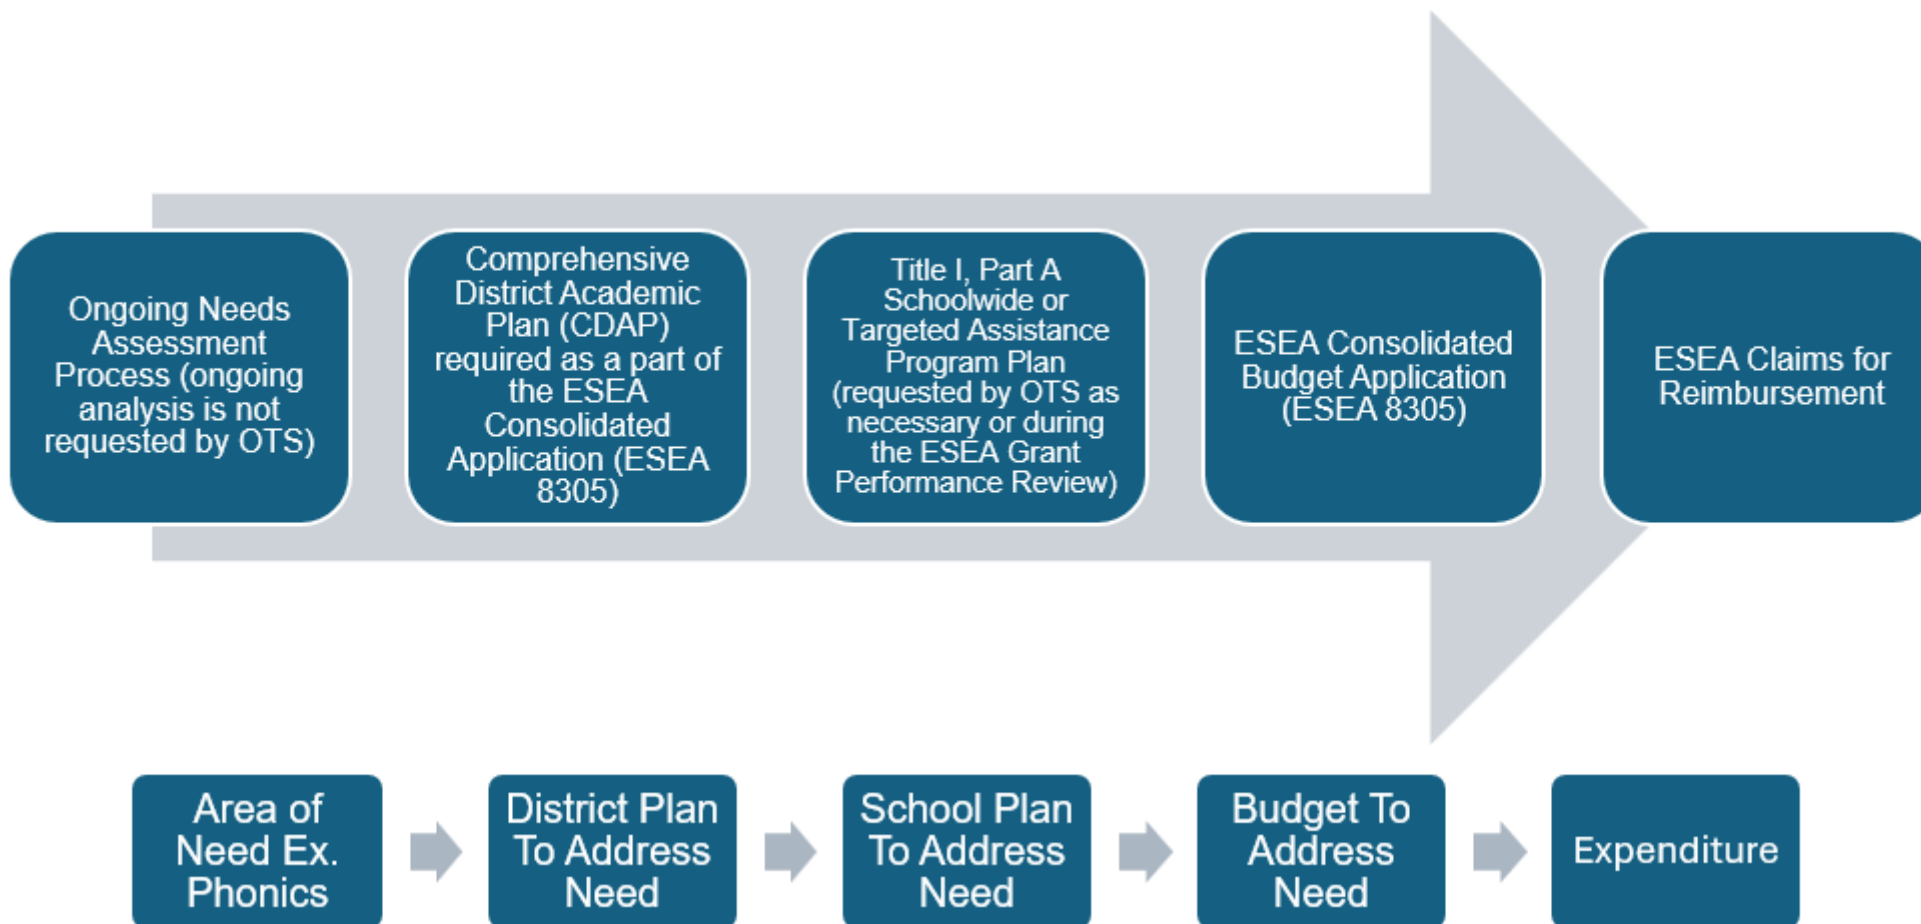 Ongoing Needs
Assessment
Process (ongoing
analysis is not
requested by OTS)
Comprehensive
District Academic
Plan (CDAP)
required as a part of
the ESEA
Consolidated
Application (ESEA
8305)
Title I, Part A
Schoolwide or
Targeted Assistance
Program Plan
(requested by OTS as
necessary or during
the ESEA Grant
Performance Review)
ESEA Consolidated
Budget Application
(ESEA 8305)
ESEA Claims for
Reimbursement
Area of
Need Ex.
Phonics
District Plan
To Address
Need
School Plan
To Address
Need
Budget To
Address
Need
Expenditure